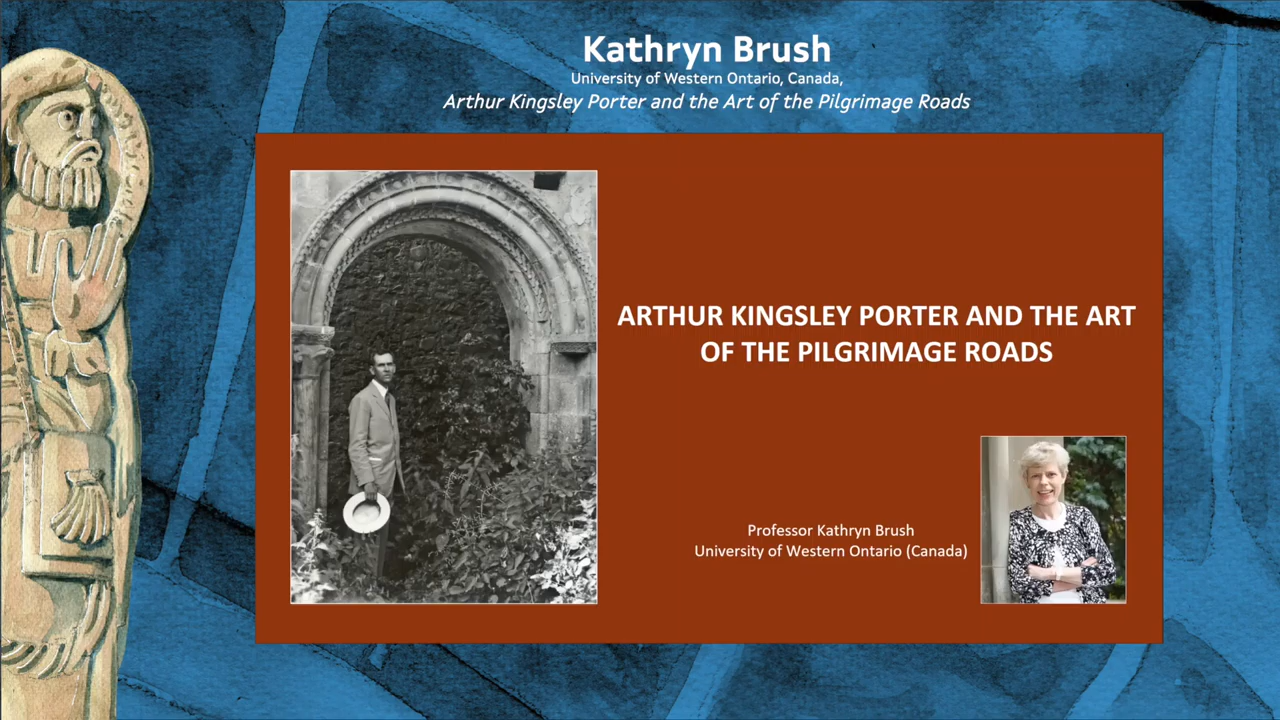 Kathryn Brush
University of Western Ontario, Canada,
Arthur Kingsley Porter and the Art of the Pilgrimage Roads
ARTHUR KINGSLEY PORTER AND THE ART
OF THE PILGRIMAGE ROADS
Professor Kathryn Brush
University of Western Ontario (Canada)